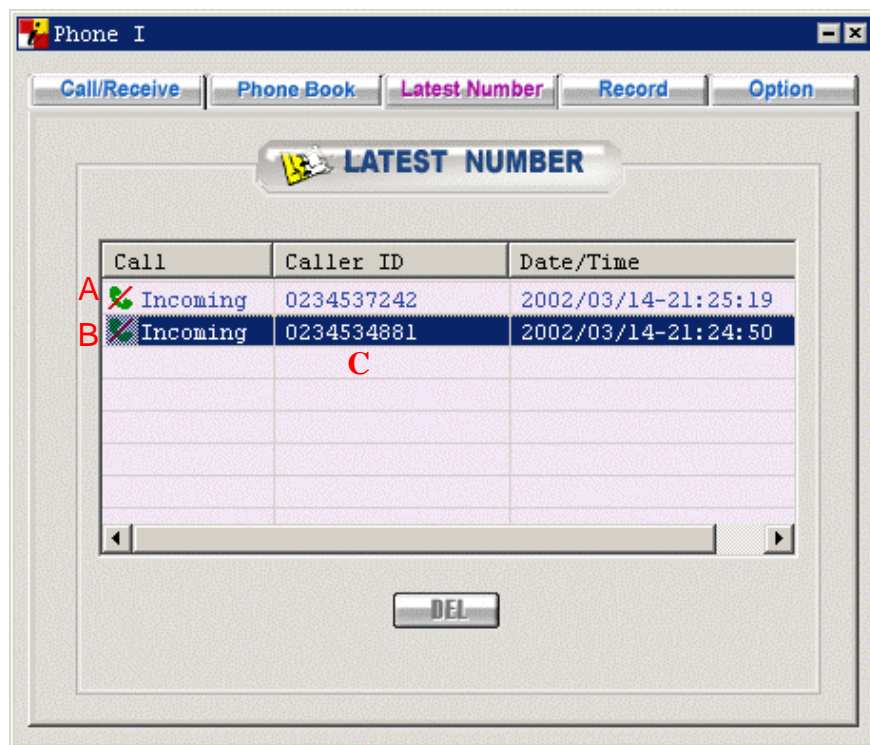 Phone I
Call/Receive Phone Book Latest Number Record Option
LATEST NUMBER
Call Caller ID Date/Time
A Incoming 0234537242 2002/03/14-21:25:19
B Incoming 0234534881 2002/03/14-21:24:50
C
DEL